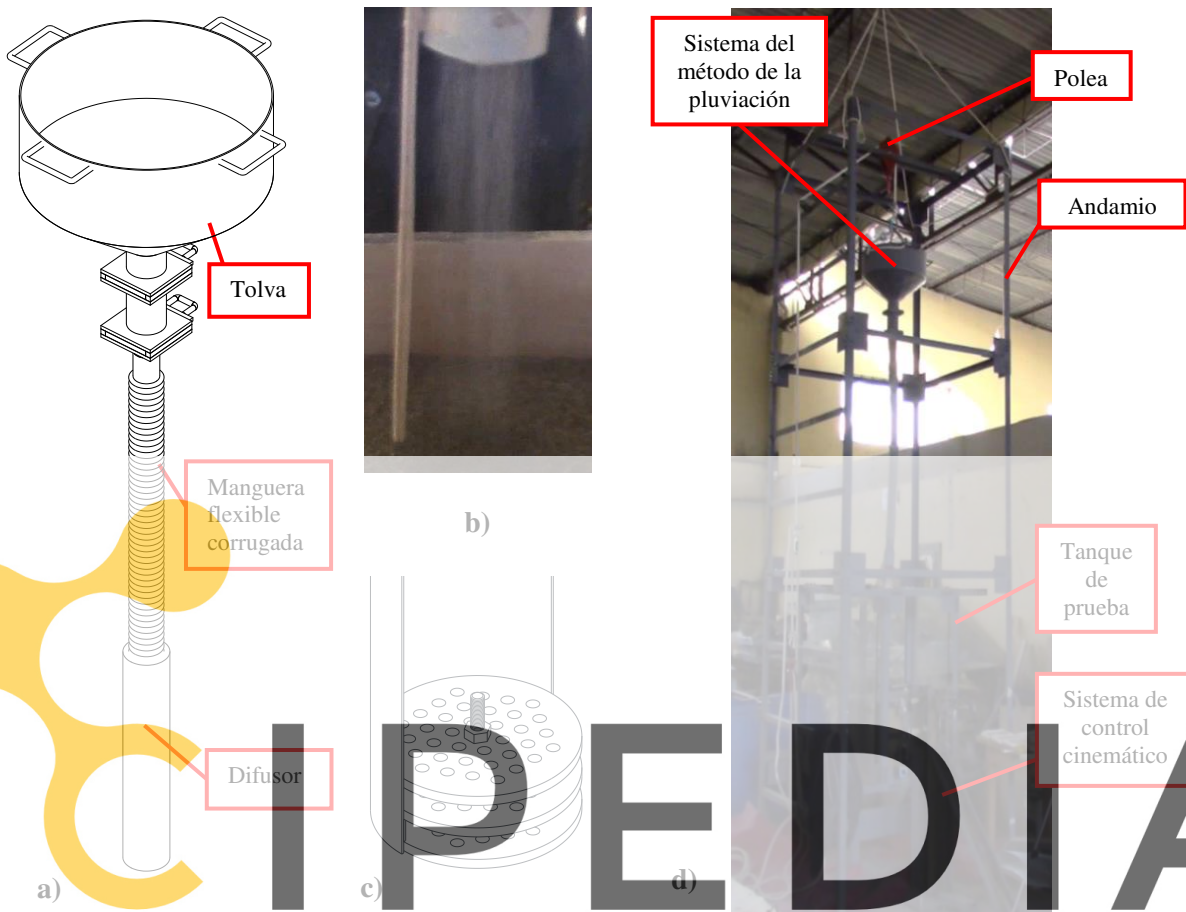 Sistema del
método de la
pluviación
Polea
Andamio
Tolva
Manguera
flexible
corrugada
b)
Tanque
de
prueba
Sistema de
control
cinemático
Difusor
a)
c)
d)
CIPEDIA